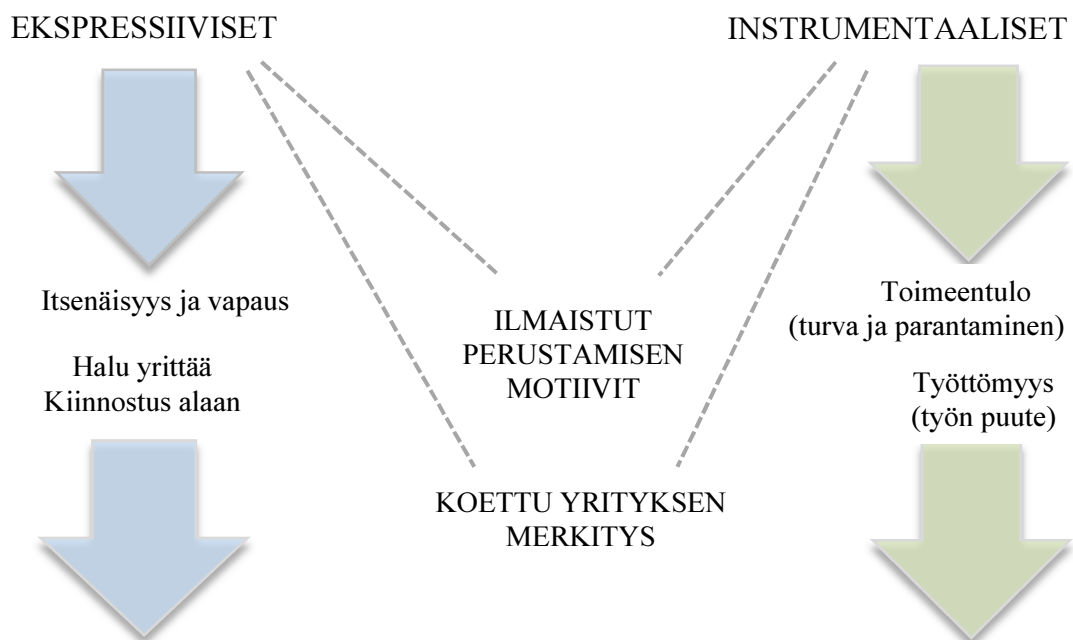 EKSPRESSIIVISET
INSTRUMENTAALISET
Itsenäisyys ja vapaus
Halu yrittää
Kiinnostus alaan
ILMAISTUT
PERUSTAMISEN
MOTIIVIT
KOETTU YRITYKSEN
MERKITYS
Toimeentulo
(turva ja parantaminen)
Työttömyys
(työn puute)